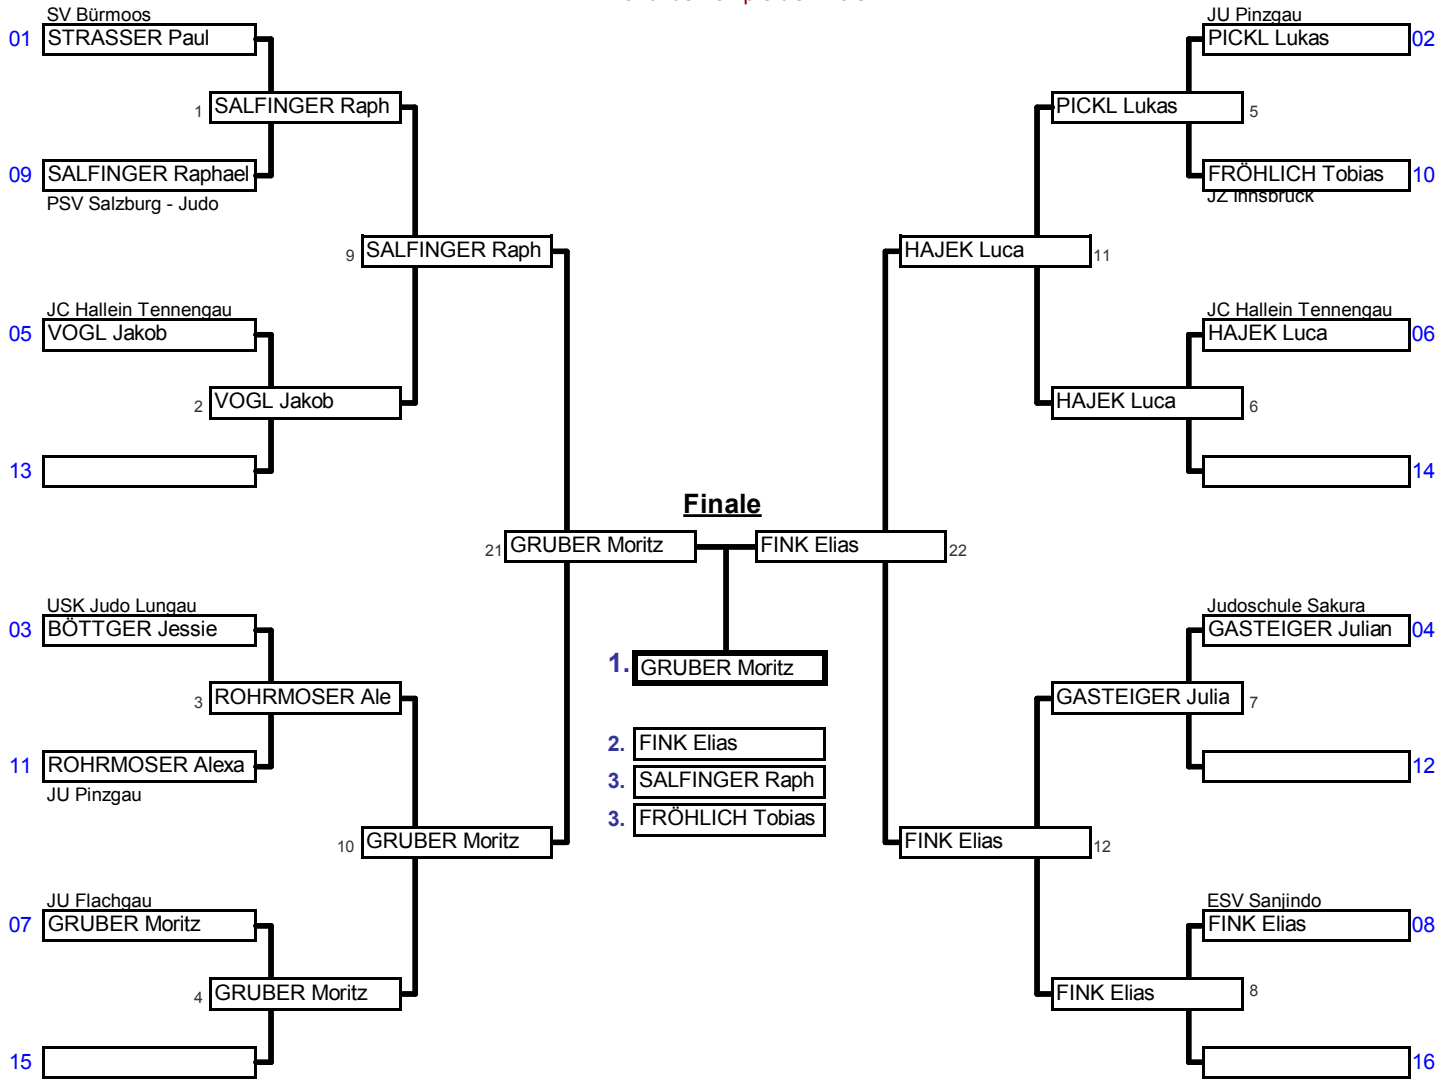 SV Bürmoos
01 STRASSER Paul
1 SALFINGER Raph
09 SALFINGER Raphael
PSV Salzburg - Judo
9 SALFINGER Raph
JC Hallein Tennengau
05 VOGL Jakob
2 VOGL Jakob
13
21 GRUBER Moritz
USK Judo Lungau
03 BÖTTGER Jessie
3 ROHRMOSER Ale
11 ROHRMOSER Alexa
JU Pinzgau
10 GRUBER Moritz
JU Flachgau
07 GRUBER Moritz
4 GRUBER Moritz
15
Finale
1. GRUBER Moritz
2. FINK Elias
3. SALFINGER Raph
3. FRÖHLICH Tobias
JU Pinzgau
PICKL Lukas 02
PICKL Lukas 5
FRÖHLICH Tobias 10
JZ Innsbruck
HAJEK Luca 11
JC Hallein Tennengau
HAJEK Luca 06
HAJEK Luca 6
14
FINK Elias 22
Judoschule Sakura
GASTEIGER Julian 04
GASTEIGER Julia 7
12
FINK Elias 12
ESV Sanjindo
FINK Elias 08
FINK Elias 8
16